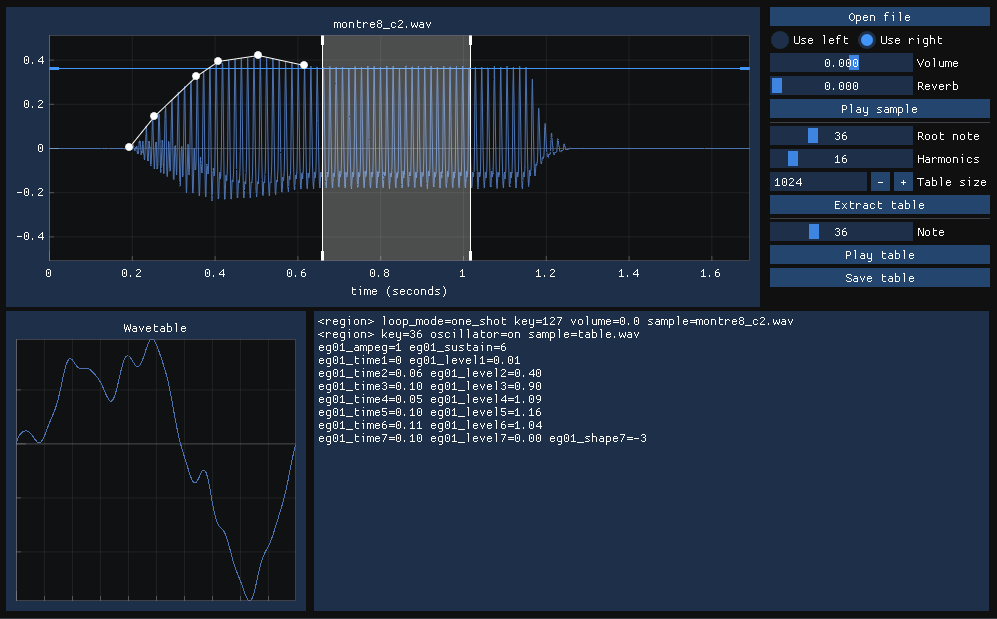 montre8_c2.wav
0.4
0.2
0
-0.2
-0.4
0 0.2 0.4 0.6 0.8 1 1.2 1.4 1.6
time (seconds)
Open file
Use left Use right
0.000 Volume
0.000 Reverb
Play sample
36 Root note
16 Harmonics
1024 - + Table size
Extract table
36 Note
Play table
Save table
Wavetable
<region> loop_mode=one_shot key=127 volume=0.0 sample=montre8_c2.wav
<region> key=36 oscillator=on sample=table.wav
eg01_ampeg=1 eg01_sustain=6
eg01_time1=0 eg01_level1=0.01
eg01_time2=0.06 eg01_level2=0.40
eg01_time3=0.10 eg01_level3=0.90
eg01_time4=0.05 eg01_level4=1.09
eg01_time5=0.10 eg01_level5=1.16
eg01_time6=0.11 eg01_level6=1.04
eg01_time7=0.10 eg01_level7=0.00 eg01_shape7=-3